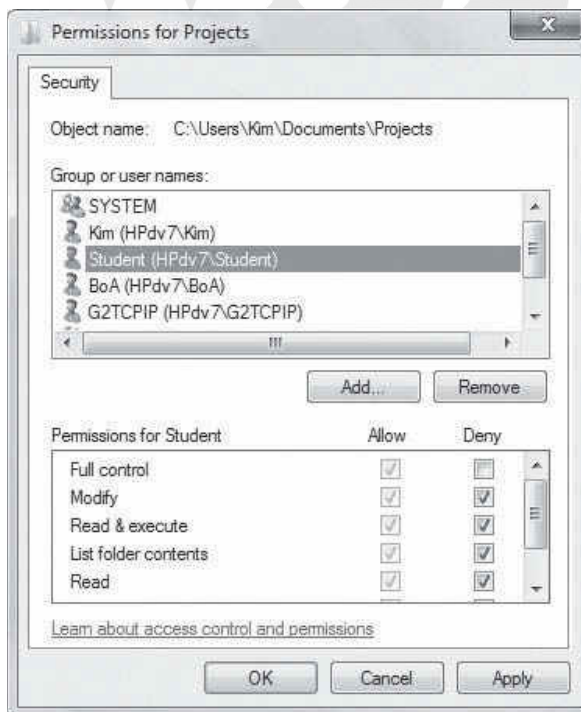 Permissions for Projects
Security
Object name: C:\Users\Kim\Documents\Projects
Group or user names:
SYSTEM
Kim (HPdv7\Kim)
Student (HPdv7\Student)
BoA (HPdv7\BoA)
G2TCPIP (HPdv7\G2TCPIP)
Add... Remove
Permissions for Student Allow Deny
Full control
Modify
Read & execute
List folder contents
Read
Learn about access control and permissions
OK Cancel Apply